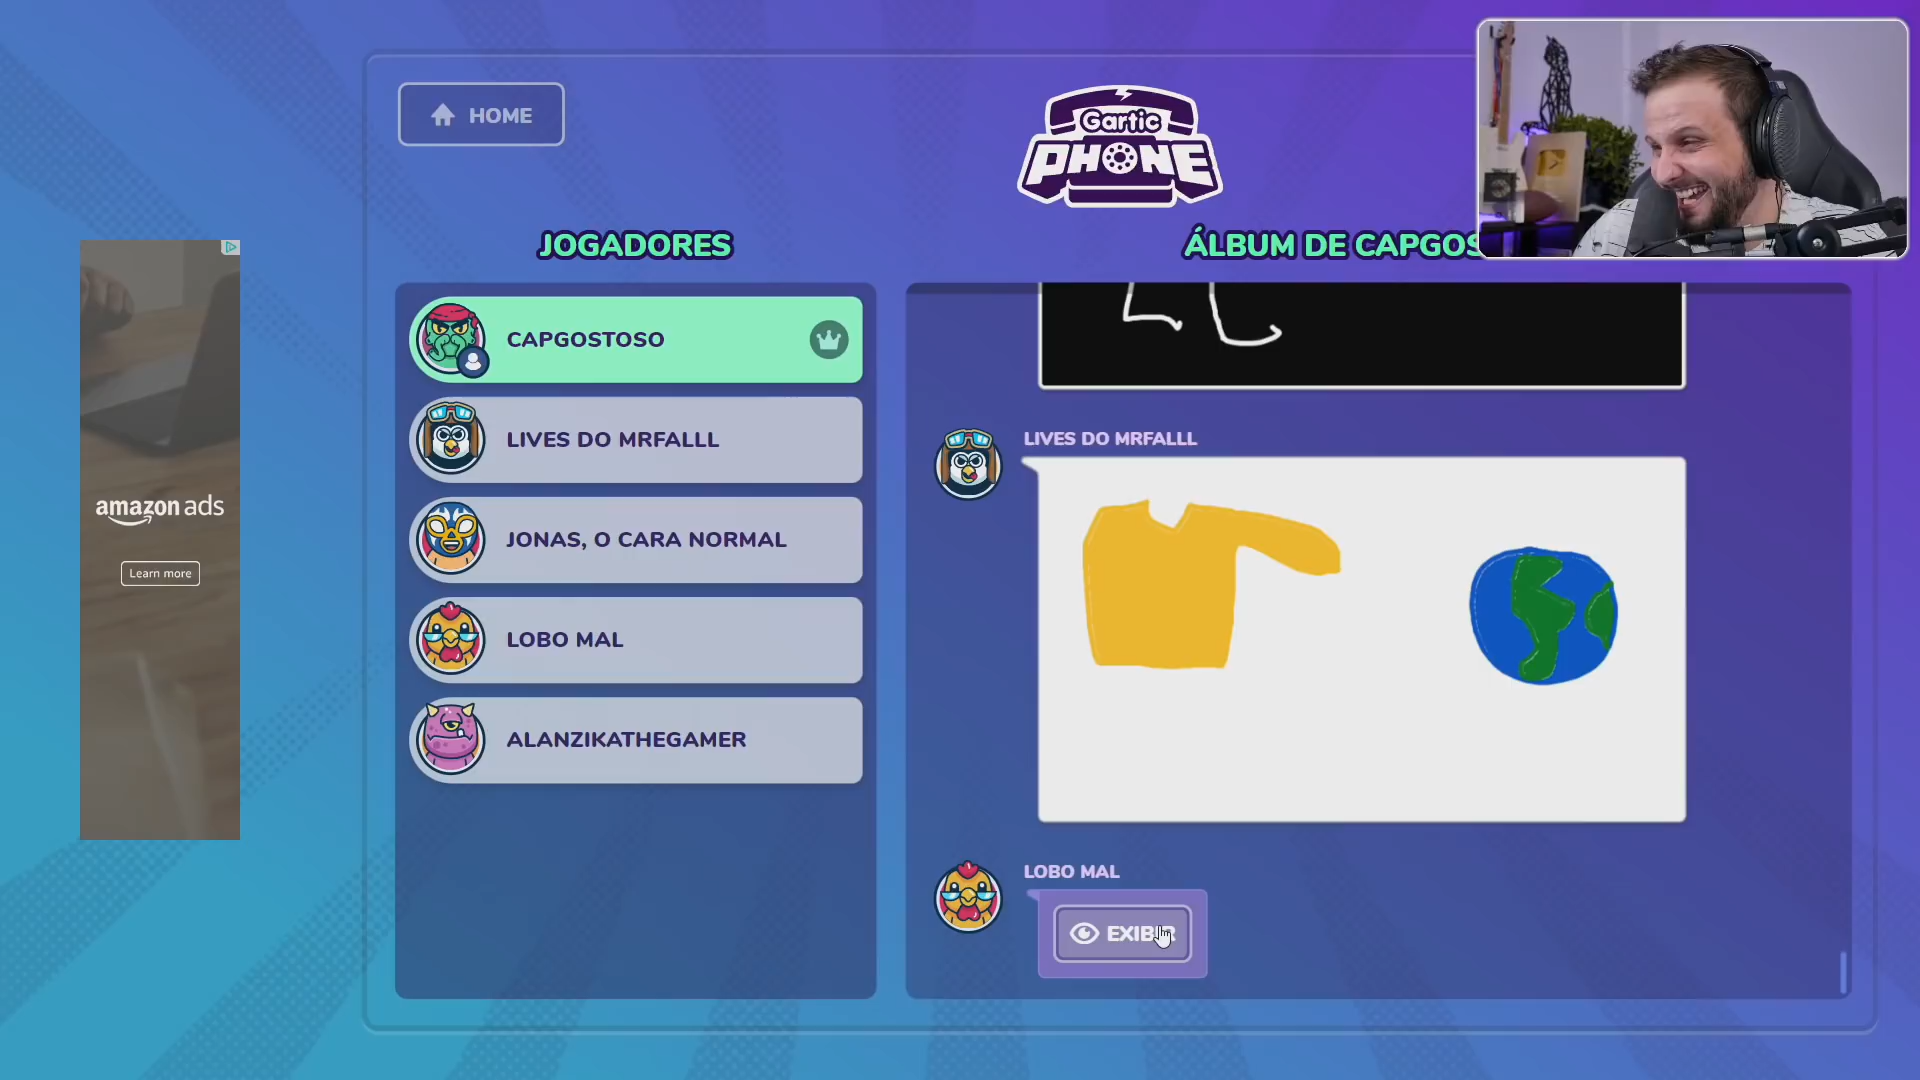 HOME
Gartic
PHONE
JOGADORES
ÁLBUM DE CAPGOS
CAPGOSTOSO
LIVES DO MRFALLL
JONAS, O CARA NORMAL
LOBO MAL
ALANZIKATHEGAMER
amazon ads
Learn more
LIVES DO MRFALLL
LOBO MAL
EXIBIR